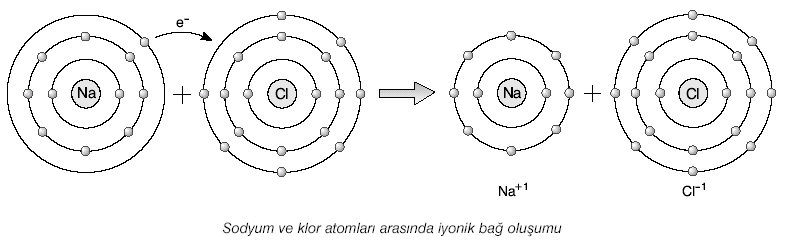 e⁻
Na + Cl Na + Cl
Na⁺¹ Cl⁻¹
Sodyum ve klor atomları arasında iyonik bağ oluşumu